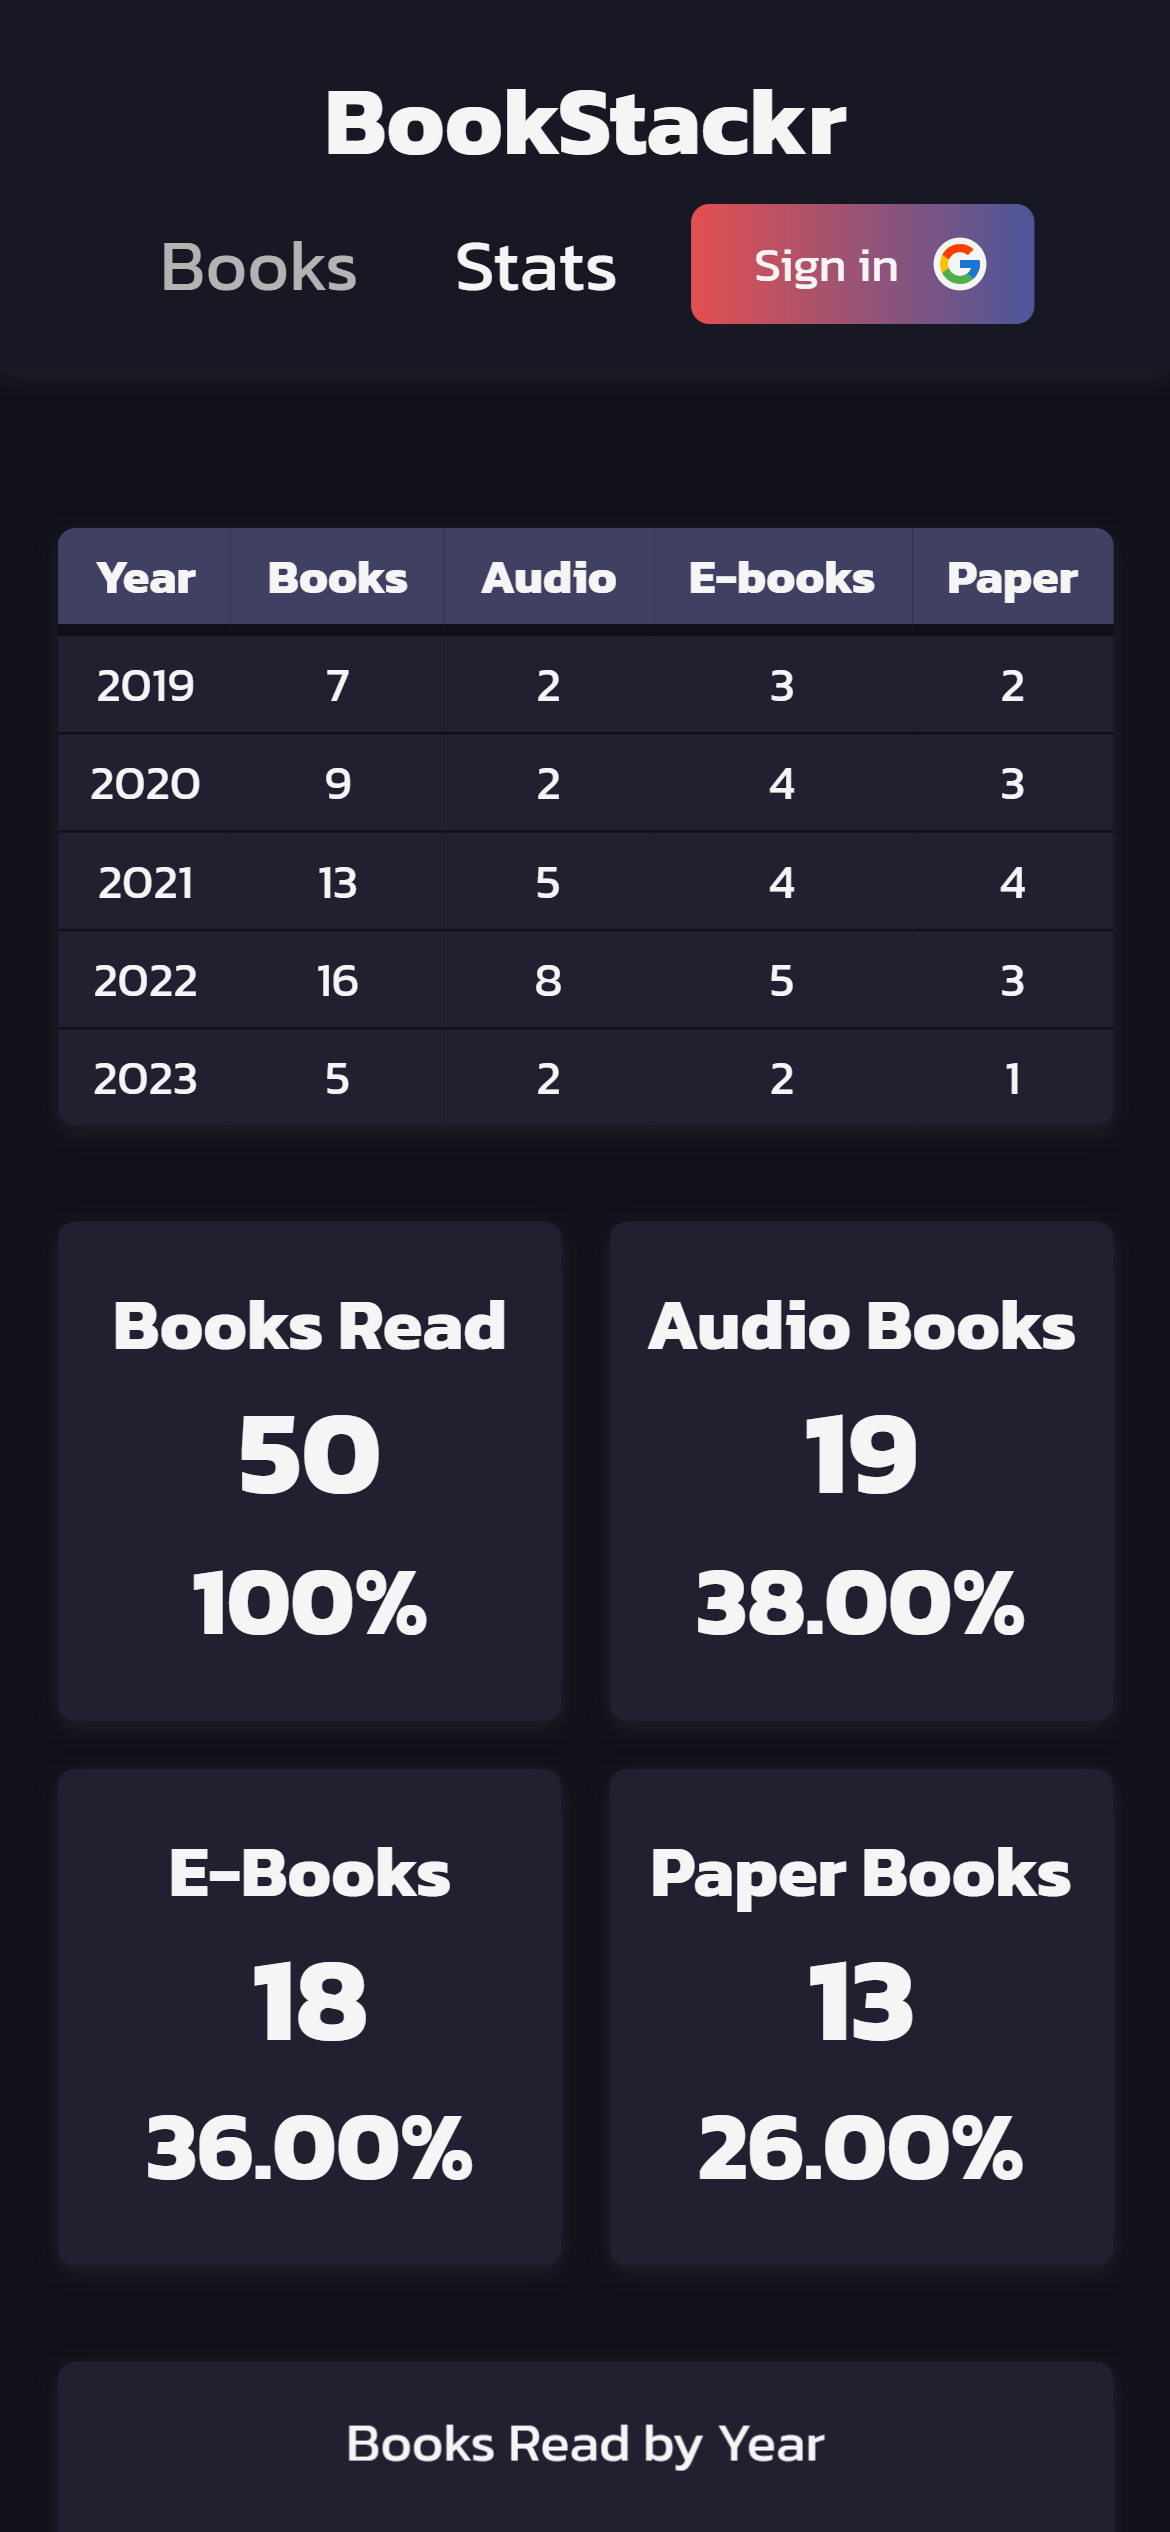 BookStackr
Books Stats Sign in
Year Books Audio E-books Paper
2019 7 2 3 2
2020 9 2 4 3
2021 13 5 4 4
2022 16 8 5 3
2023 5 2 2 1
Books Read
50
100%
Audio Books
19
38.00%
E-Books
18
36.00%
Paper Books
13
26.00%
Books Read by Year